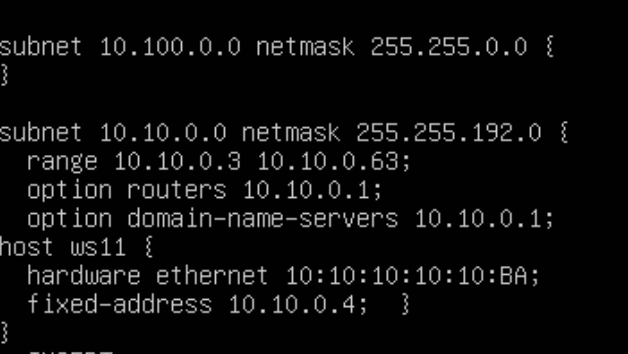 subnet 10.100.0.0 netmask 255.255.0.0 {
}
subnet 10.10.0.0 netmask 255.255.192.0 {
  range 10.10.0.3 10.10.0.63;
  option routers 10.10.0.1;
  option domain-name-servers 10.10.0.1;
host ws11 {
  hardware ethernet 10:10:10:10:10:BA;
  fixed-address 10.10.0.4;  }
}